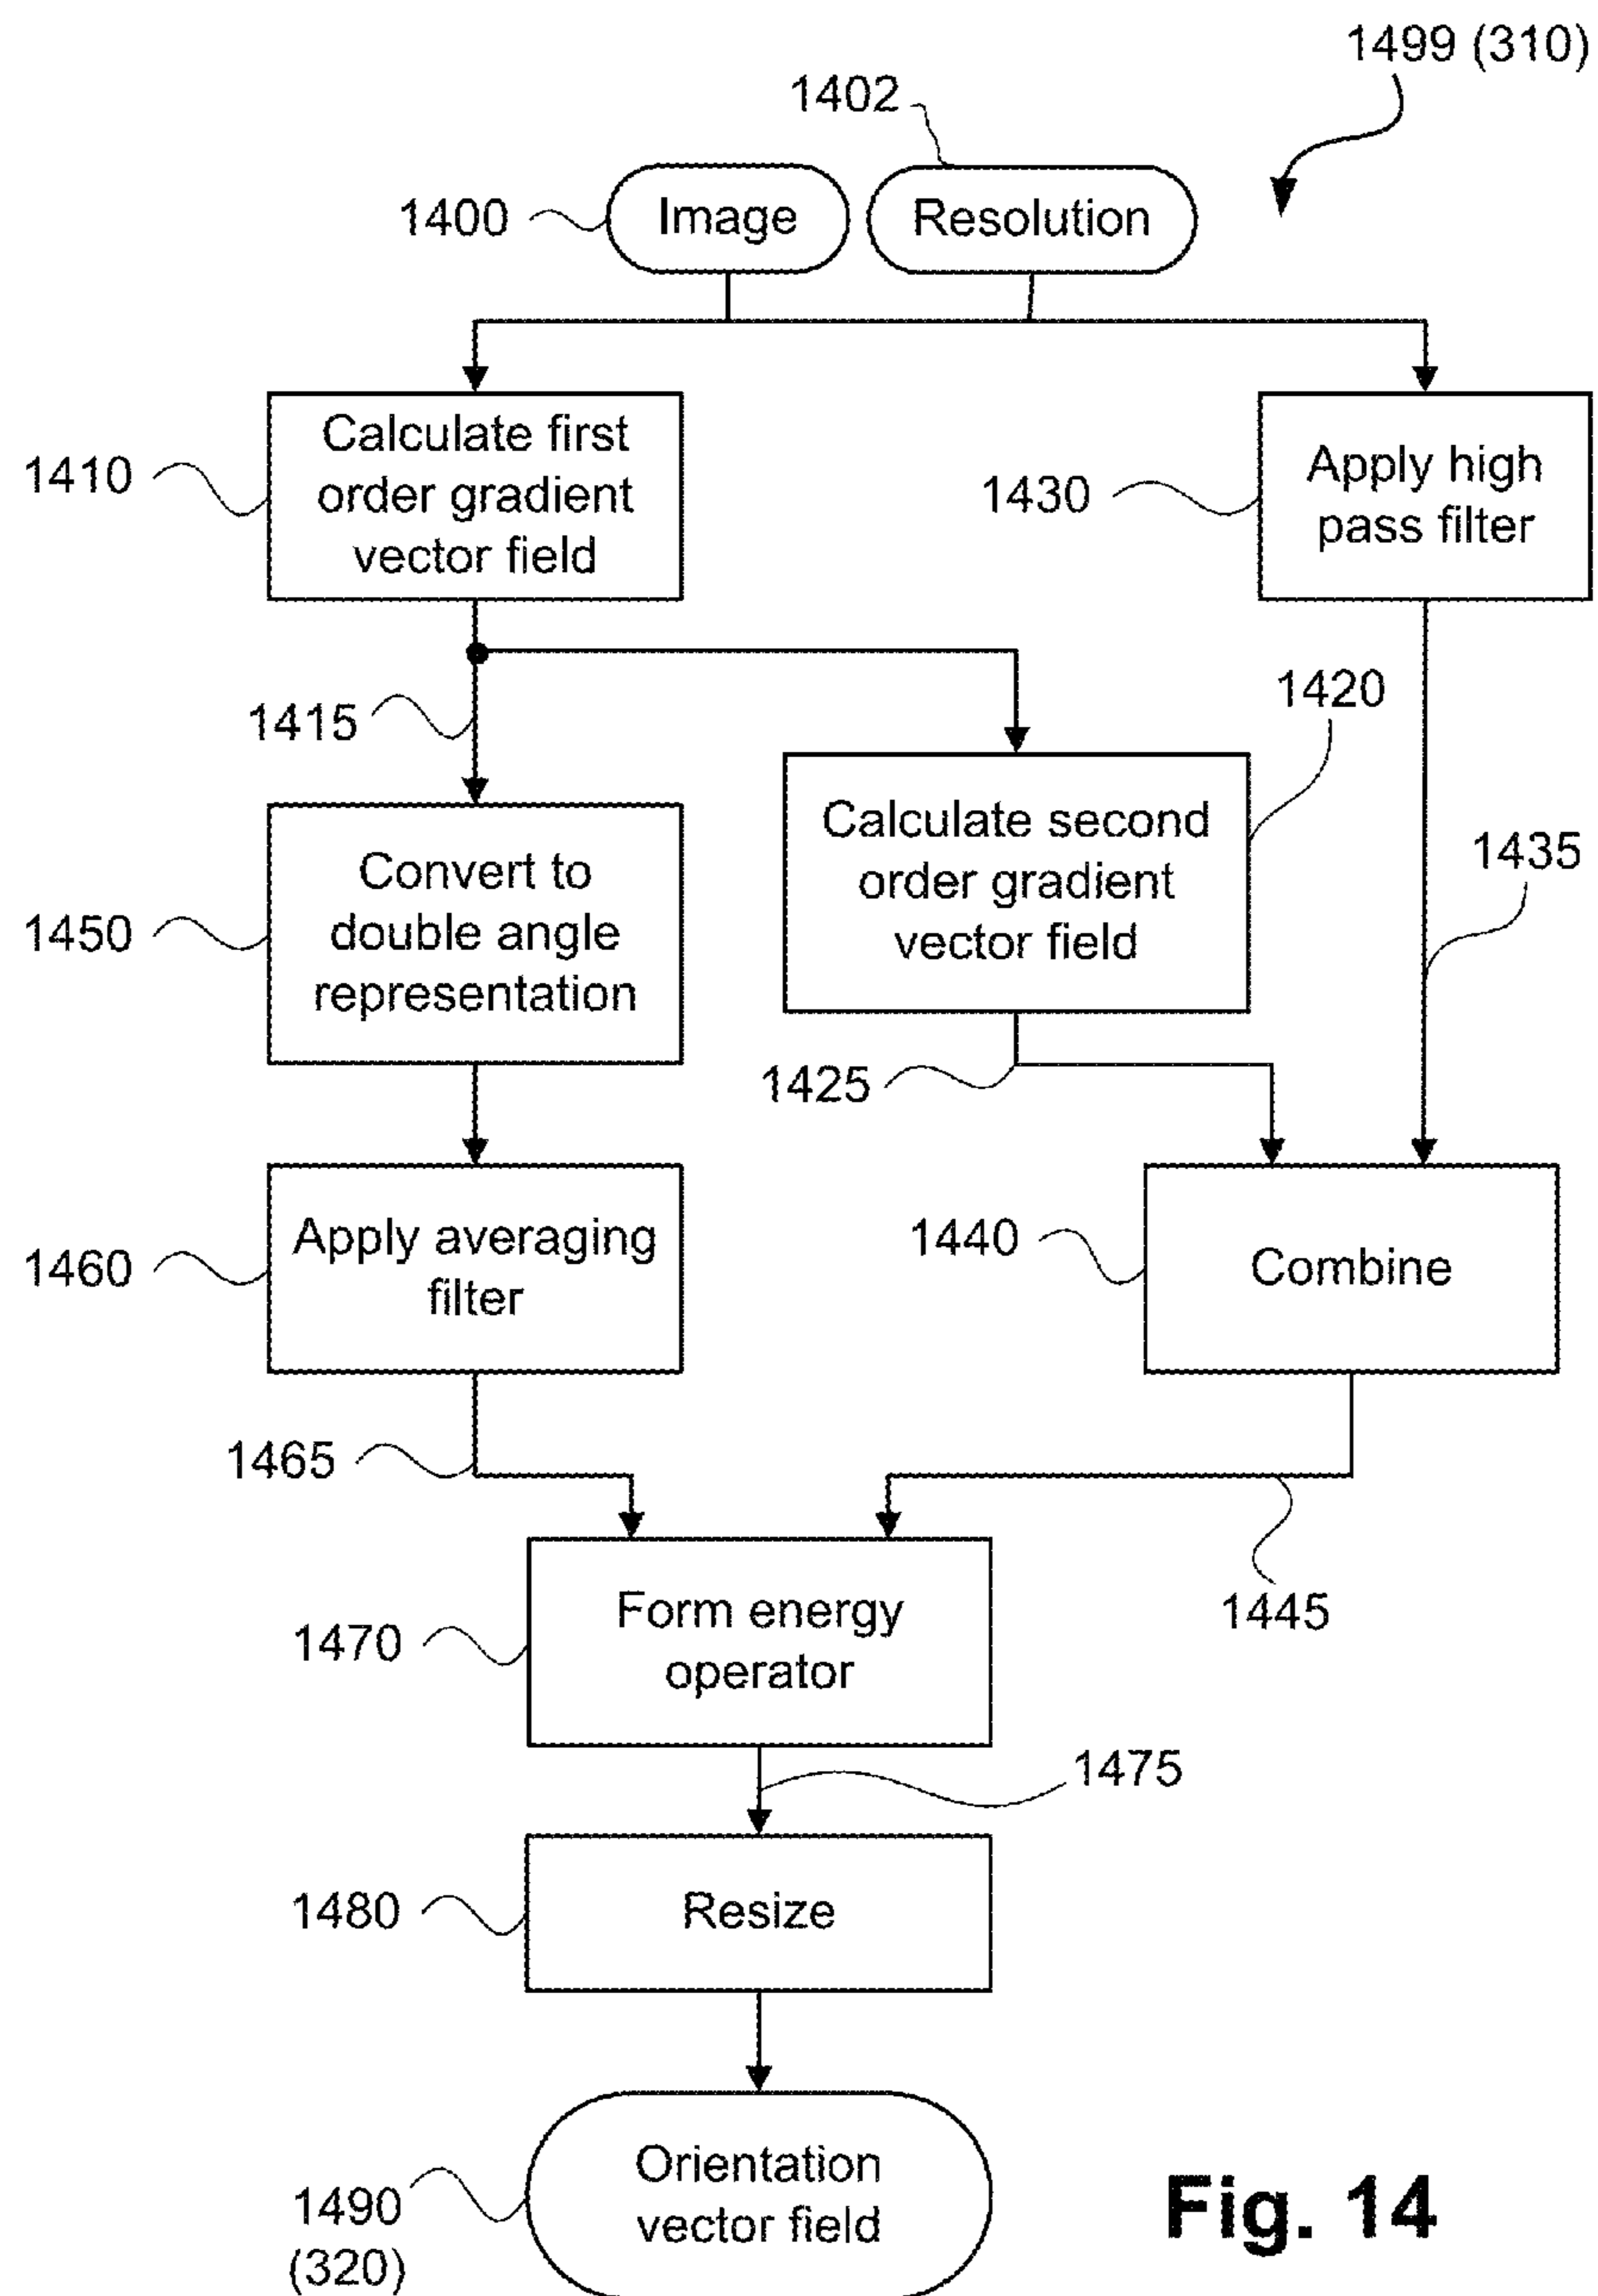 1499 (310)
1402
1400
Image
Resolution
1410
Calculate first
order gradient
vector field
1430
Apply high
pass filter
1415
1420
1450
Convert to
double angle
representation
Calculate second
order gradient
vector field
1435
1425
1460
Apply averaging
filter
1440
Combine
1465
1445
1470
Form energy
operator
1475
1480
Resize
1490
(320)
Orientation
vector field
Fig. 14